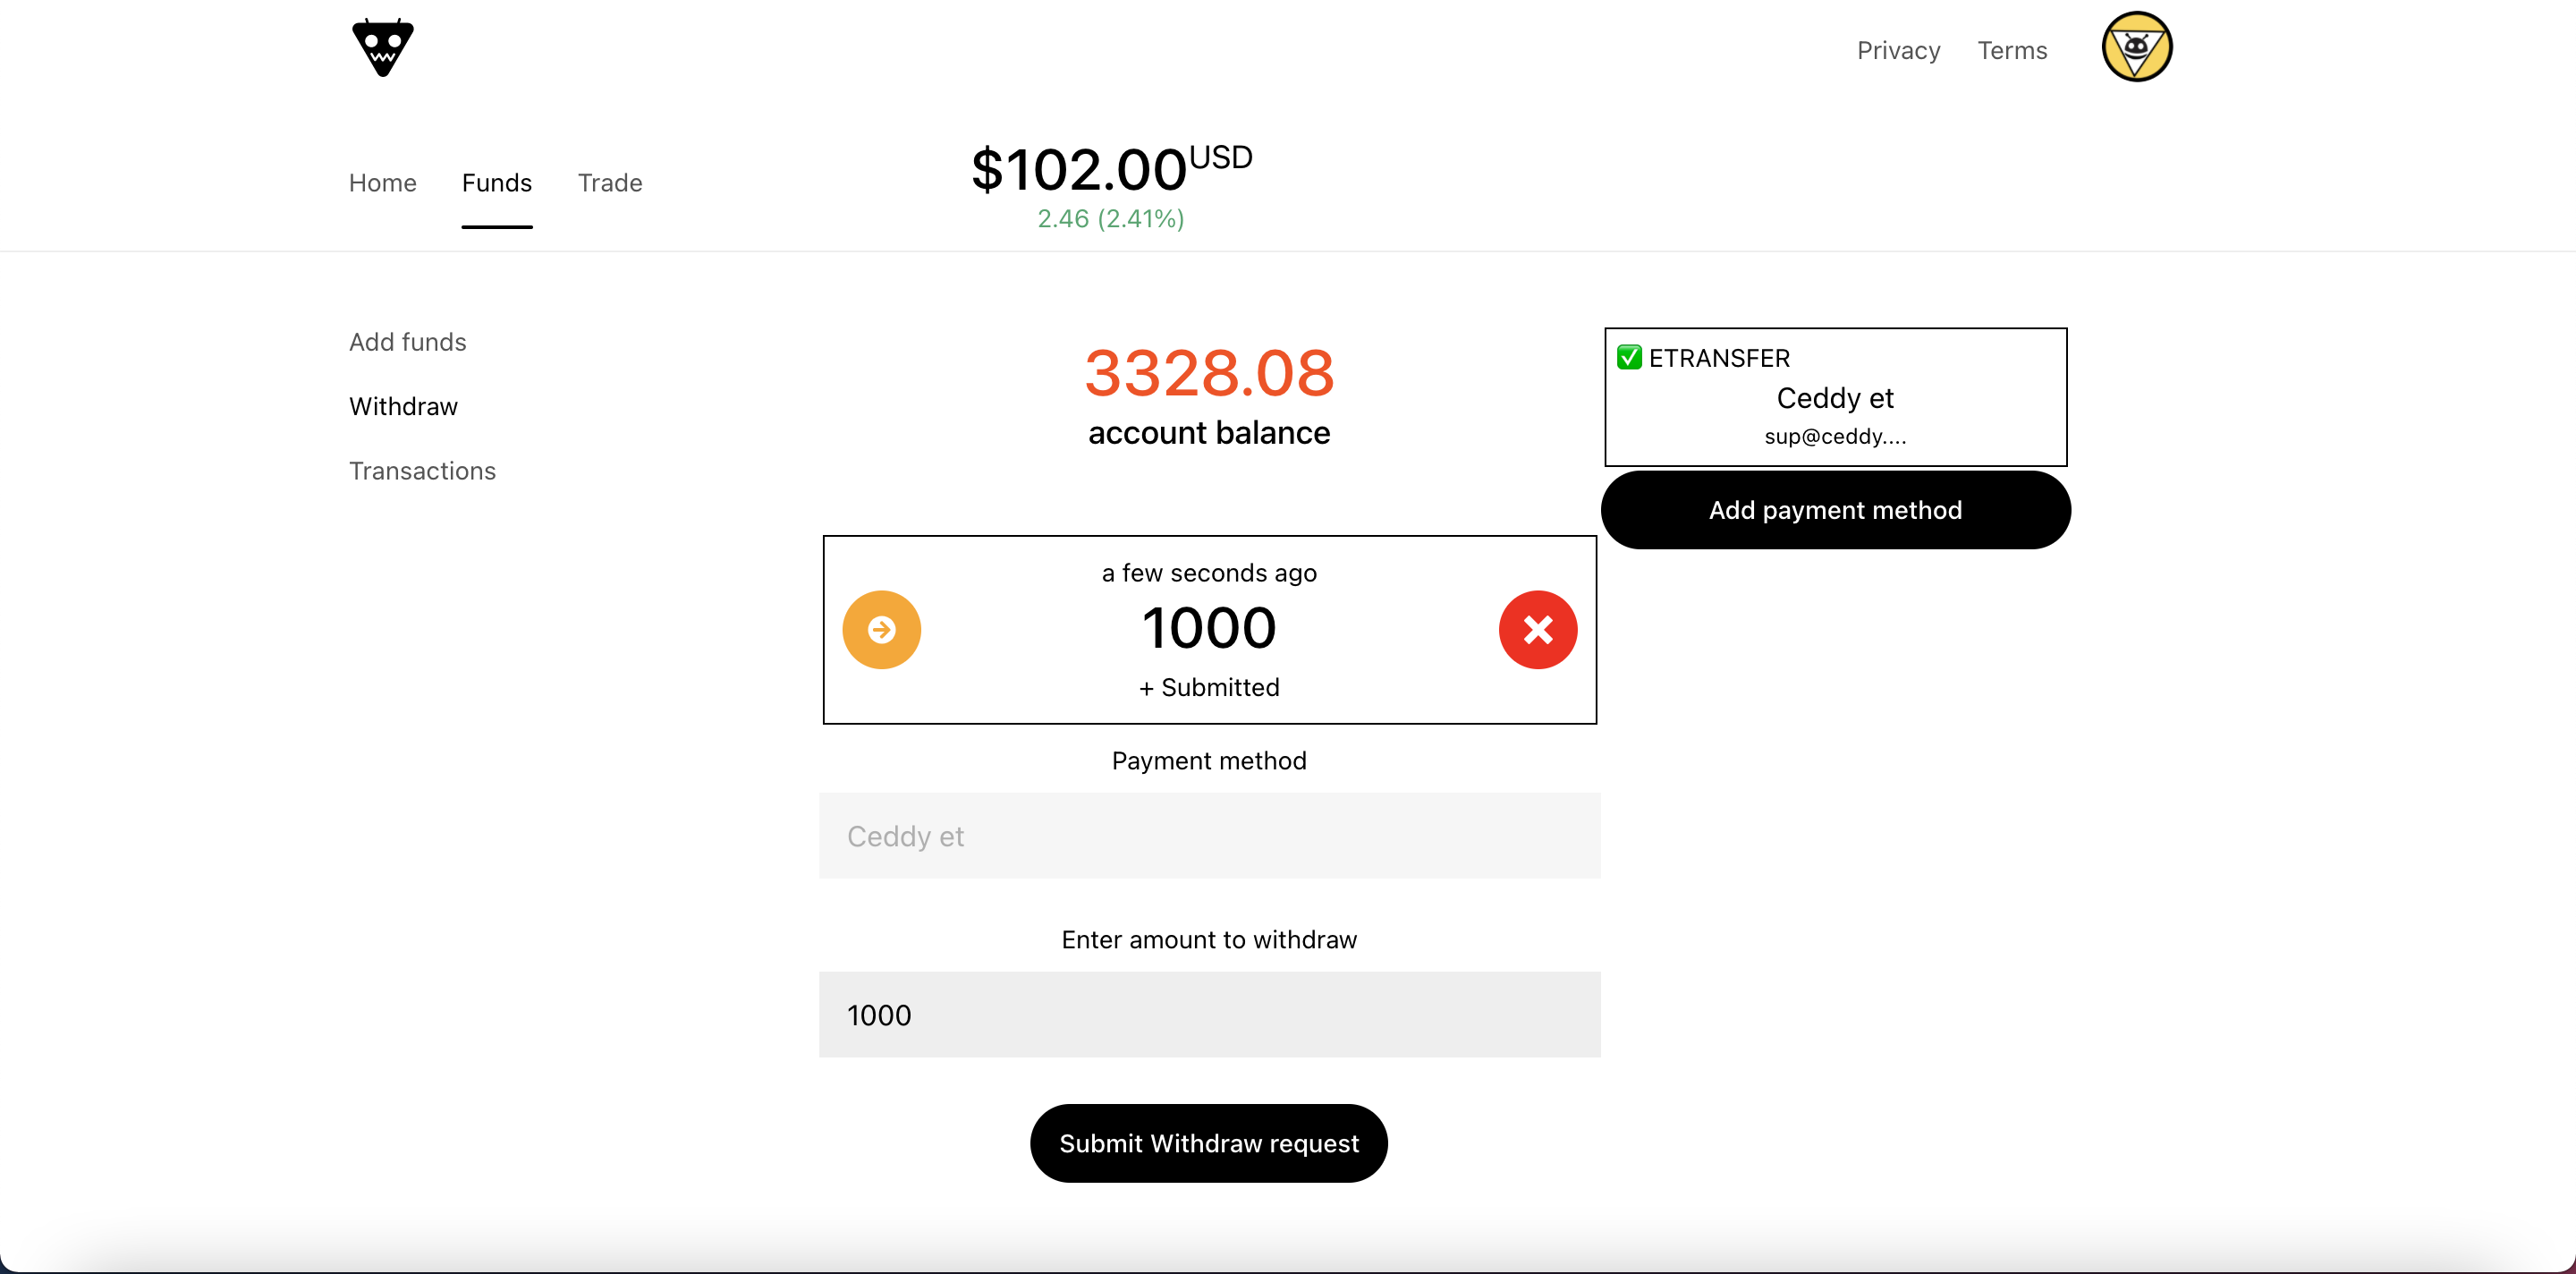 Privacy Terms
Home Funds Trade
$102.00USD
2.46 (2.41%)
Add funds
Withdraw
Transactions
3328.08
account balance
✅ ETRANSFER
Ceddy et
sup@ceddy....
Add payment method
a few seconds ago
1000
+ Submitted
Payment method
Ceddy et
Enter amount to withdraw
1000
Submit Withdraw request